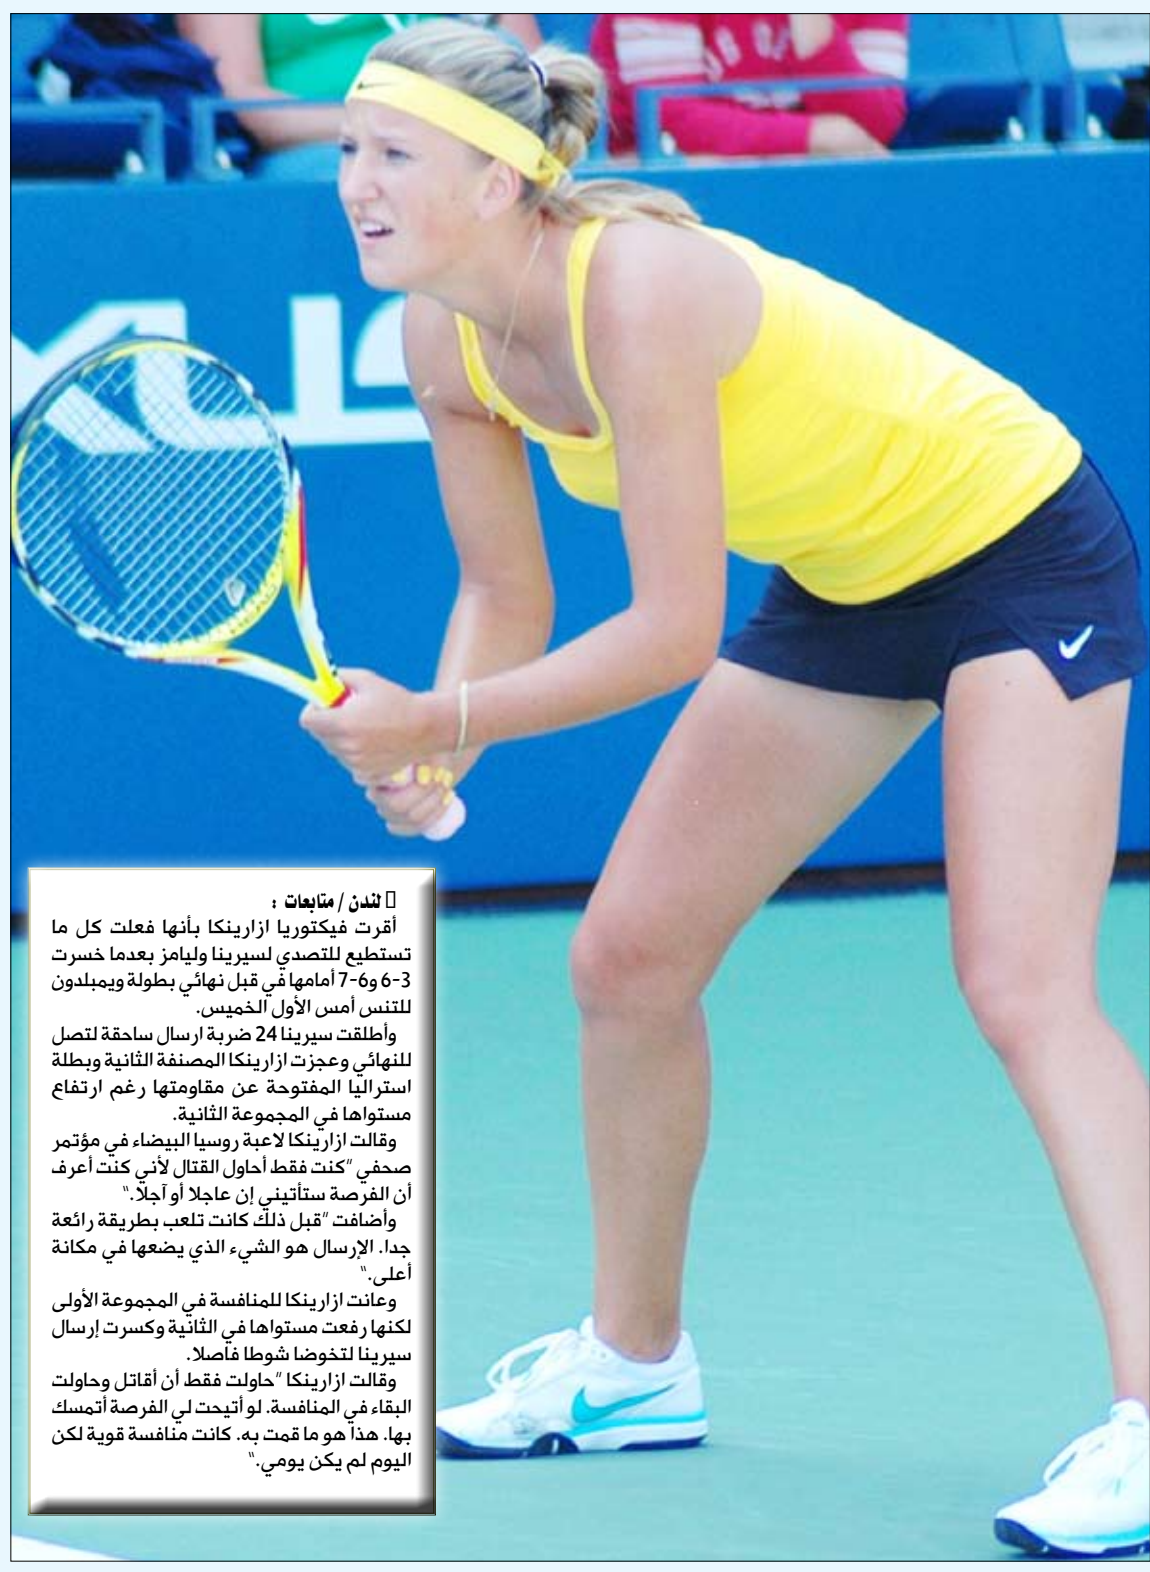 لندن / متابعات :
أقرت فيكتوريا ازارينكا بأنها فعلت كل ما
تستطيع للتصدي لسيرينا وليامز بعدما خسرت
3-6 و6-7 أمامها في قبل نهائي بطولة ويمبلدون
للتنس أمس الأول الخميس.
وأطلقت سيرينا 24 ضربة ارسال ساحقة لتصل
للنهائي وعجزت ازارينكا المصنفة الثانية وبطلة
استراليا المفتوحة عن مقاومتها رغم ارتفاع
مستواها في المجموعة الثانية.
وقالت ازارينكا لاعبة روسيا البيضاء في مؤتمر
صحفي "كنت فقط أحاول القتال لأني كنت أعرف
أن الفرصة ستأتيني إن عاجلا أو آجلا."
وأضافت "قبل ذلك كانت تلعب بطريقة رائعة
جدا. الإرسال هو الشيء الذي يضعها في مكانة
أعلى."
وعانت ازارينكا للمنافسة في المجموعة الأولى
لكنها رفعت مستواها في الثانية وكسرت إرسال
سيرينا لتخوضا شوطا فاصلا.
وقالت ازارينكا "حاولت فقط أن أقاتل وحاولت
البقاء في المنافسة. لو أتيحت لي الفرصة أتمسك
بها. هذا هو ما قمت به. كانت منافسة قوية لكن
اليوم لم يكن يومي."